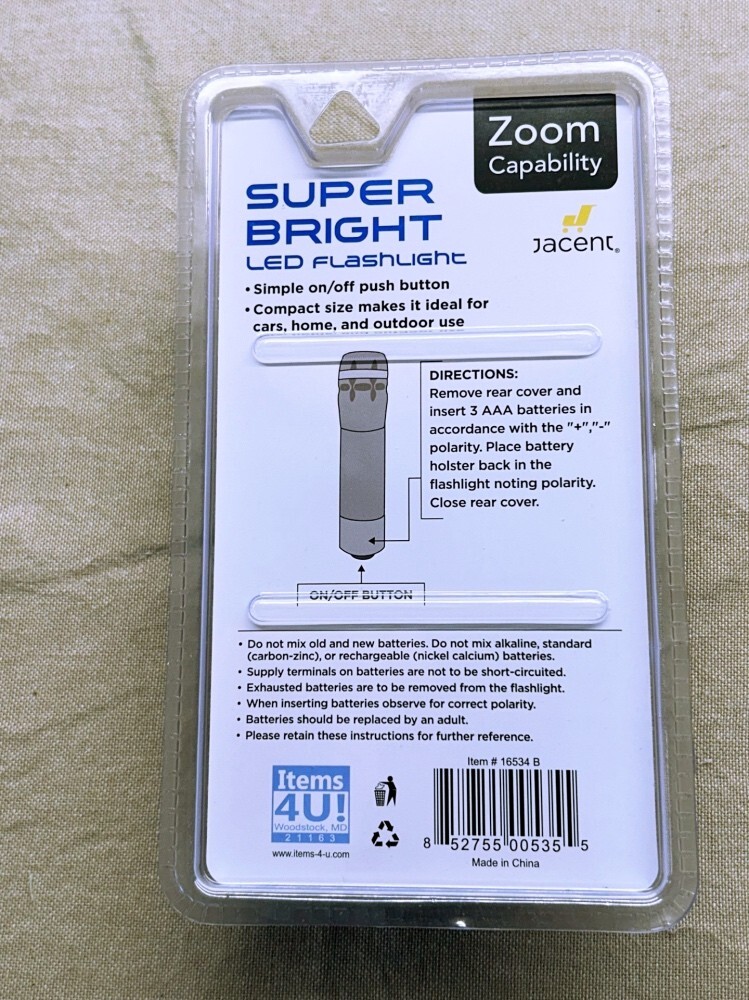 Zoom
Capability
SUPER
BRIGHT
LED FLASHLIGHT
Jacent®
• Simple on/off push button
• Compact size makes it ideal for
cars, home, and outdoor use
DIRECTIONS:
Remove rear cover and
insert 3 AAA batteries in
accordance with the "+","-"
polarity. Place battery
holster back in the
flashlight noting polarity.
Close rear cover.
ON/OFF BUTTON
• Do not mix old and new batteries. Do not mix alkaline, standard
(carbon-zinc), or rechargeable (nickel calcium) batteries.
• Supply terminals on batteries are not to be short-circuited.
• Exhausted batteries are to be removed from the flashlight.
• When inserting batteries observe for correct polarity.
• Batteries should be replaced by an adult.
• Please retain these instructions for further reference.
Items
4U!
Woodstock, MD
21163
www.items-4-u.com
Item # 16534 B
8 52755 00535 5
Made in China